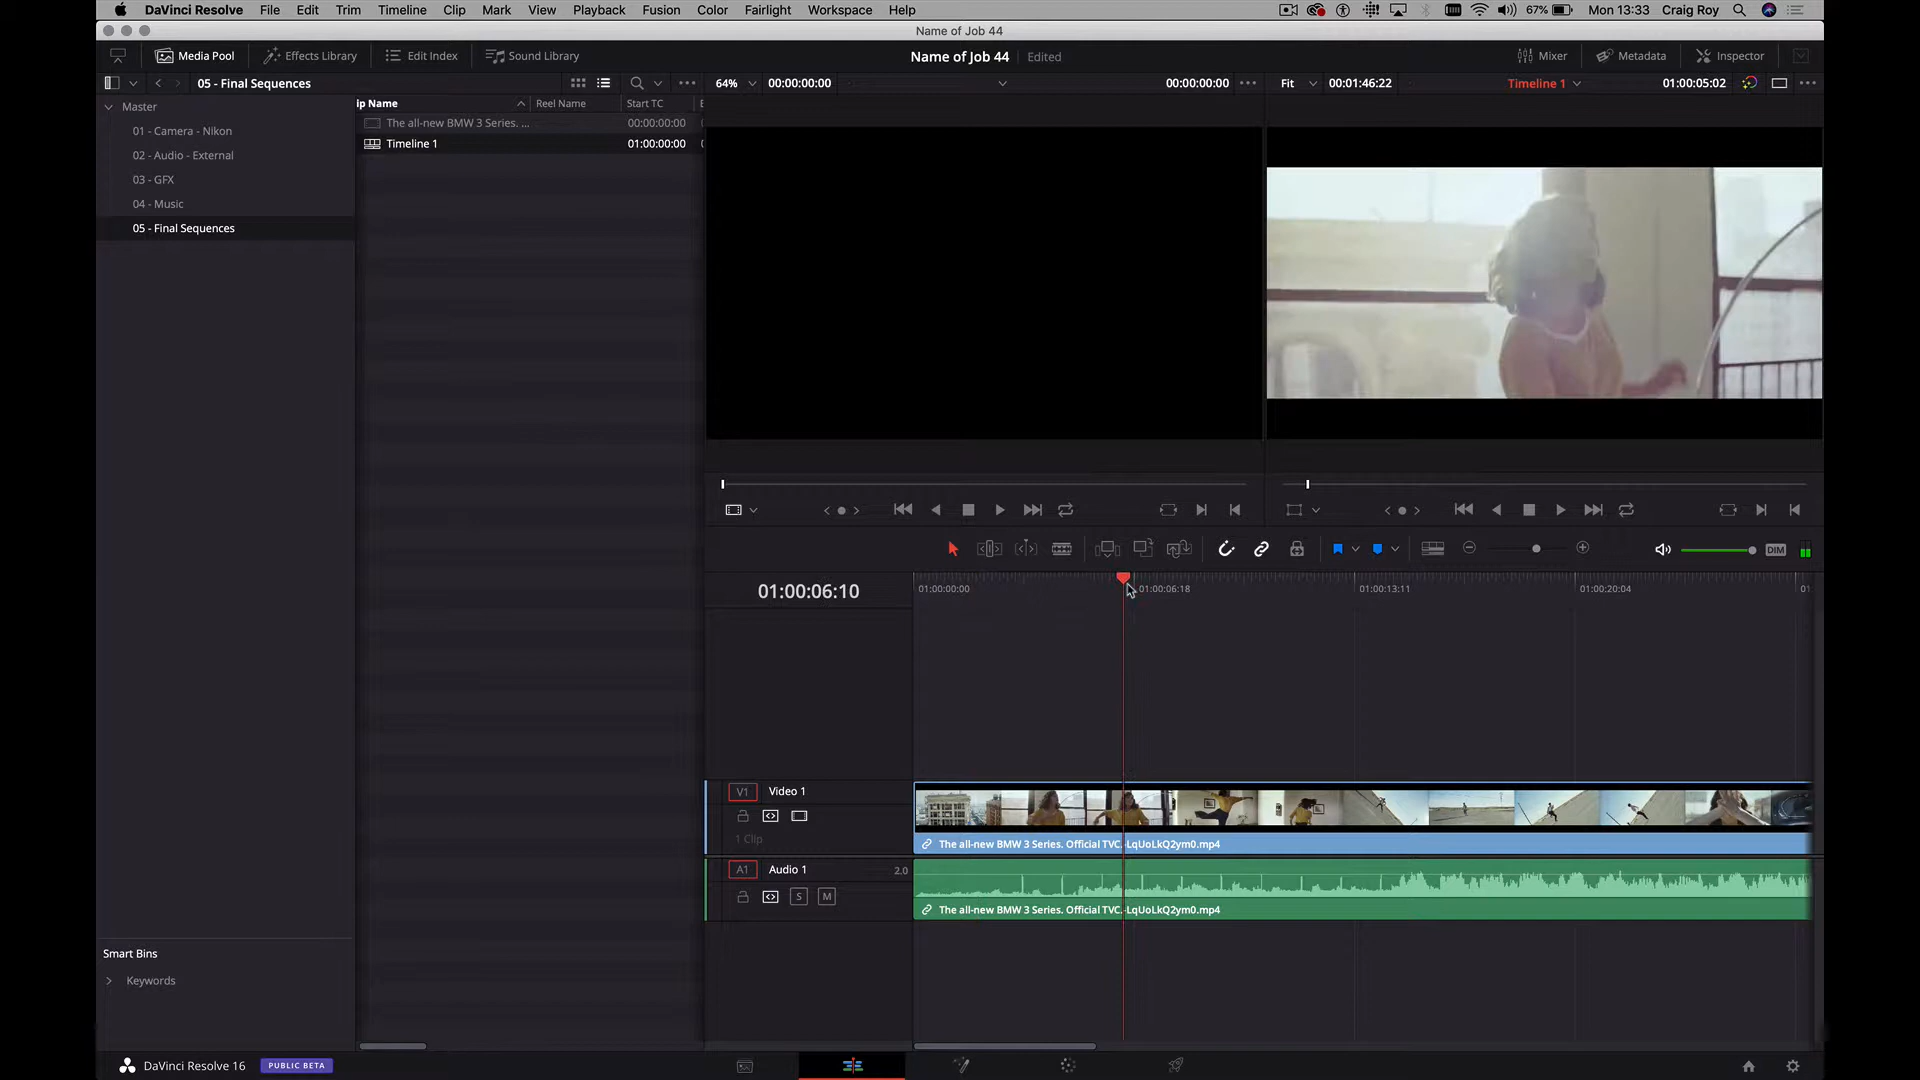 DaVinci Resolve File Edit Trim Timeline Clip Mark View Playback Fusion Color Fairlight Workspace Help 67% Mon 13:33 Craig Roy
Name of Job 44
Media Pool Effects Library Edit Index Sound Library Name of Job 44 Edited Mixer Metadata Inspector
05 - Final Sequences 64% 00:00:00:00 00:00:00:00 Fit 00:01:46:22 Timeline 1 01:00:05:02
Master
ip Name Reel Name Start TC
The all-new BMW 3 Series. ... 00:00:00:00
Timeline 1 01:00:00:00
01 - Camera - Nikon
02 - Audio - External
03 - GFX
04 - Music
05 - Final Sequences
DIM
01:00:06:10
01:00:00:00 01:00:06:18 01:00:13:11 01:00:20:04 01:
V1 Video 1
1 Clip
The all-new BMW 3 Series. Official TVC.-LqUoLkQ2ym0.mp4
A1 Audio 1 2.0
S M
The all-new BMW 3 Series. Official TVC.-LqUoLkQ2ym0.mp4
Smart Bins
Keywords
DaVinci Resolve 16 PUBLIC BETA